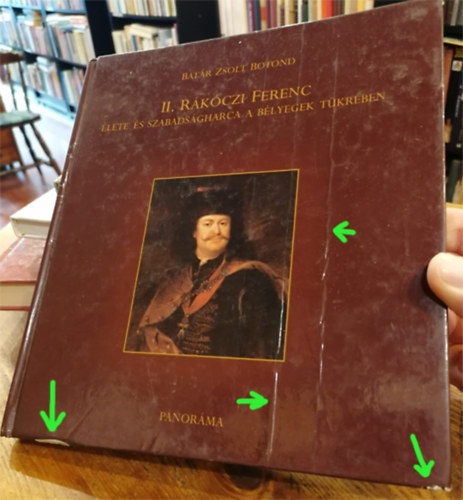 BATÁR ZSOLT BOTOND
II. RÁKÓCZI FERENC
ÉLETE ÉS SZABADSÁGHARCA A BÉLYEGEK TÜKRÉBEN
PANORÁMA